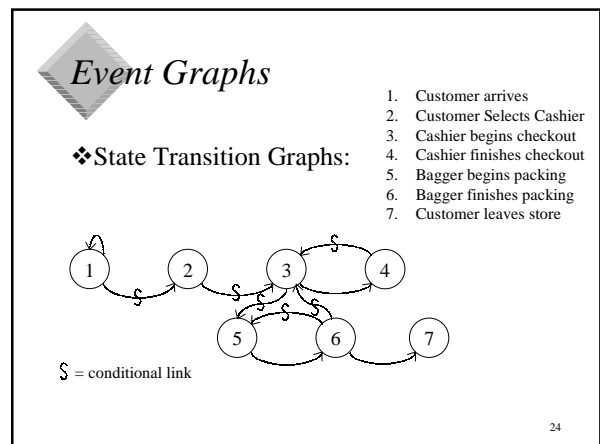 Event Graphs
❖State Transition Graphs:
1. Customer arrives
2. Customer Selects Cashier
3. Cashier begins checkout
4. Cashier finishes checkout
5. Bagger begins packing
6. Bagger finishes packing
7. Customer leaves store
S
1 2 3 4
S S S S S
5 6 7
S = conditional link
24